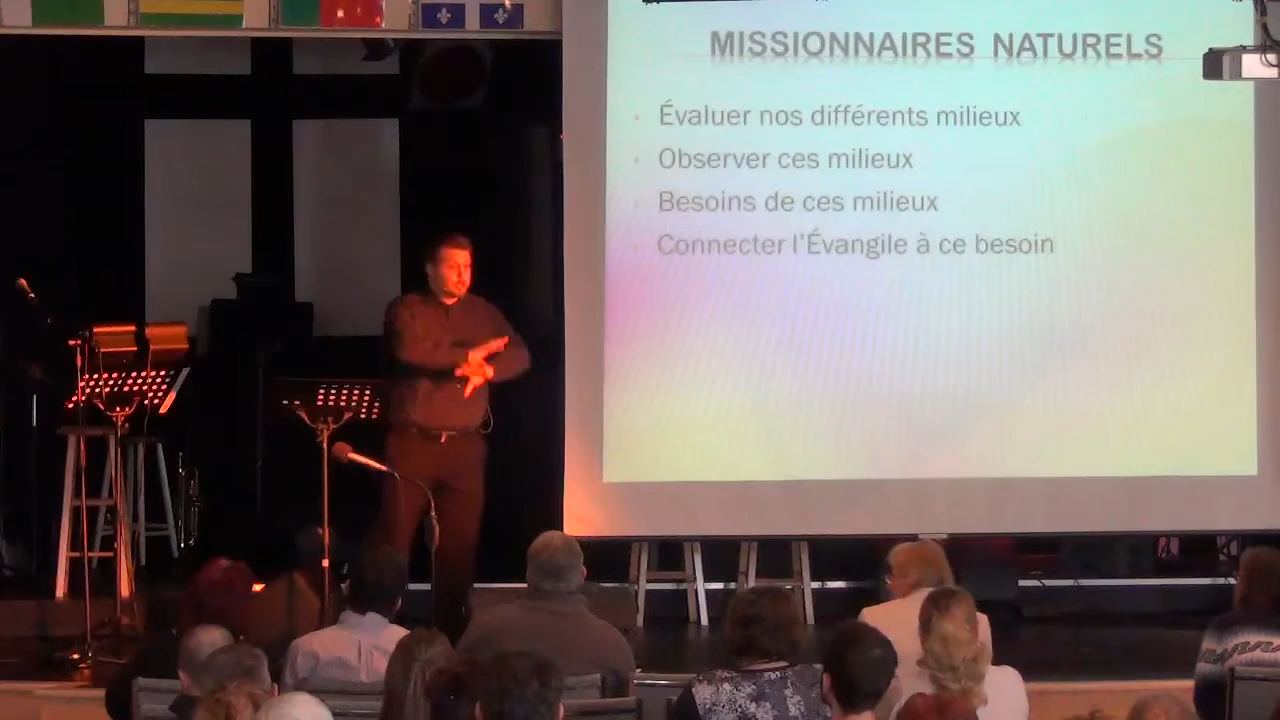 MISSIONNAIRES NATURELS
Évaluer nos différents milieux
Observer ces milieux
Besoins de ces milieux
Connecter l'Évangile à ce besoin